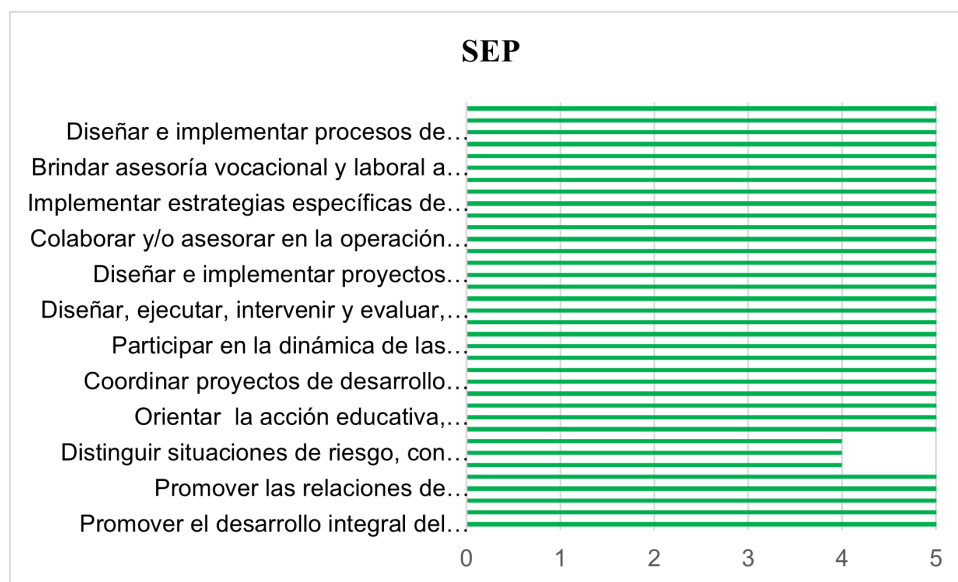 SEP
Diseñar e implementar procesos de…
Brindar asesoría vocacional y laboral a…
Implementar estrategias específicas de…
Colaborar y/o asesorar en la operación…
Diseñar e implementar proyectos…
Diseñar, ejecutar, intervenir y evaluar,…
Participar en la dinámica de las…
Coordinar proyectos de desarrollo…
Orientar  la acción educativa,…
Distinguir situaciones de riesgo, con…
Promover las relaciones de…
Promover el desarrollo integral del…
0 1 2 3 4 5